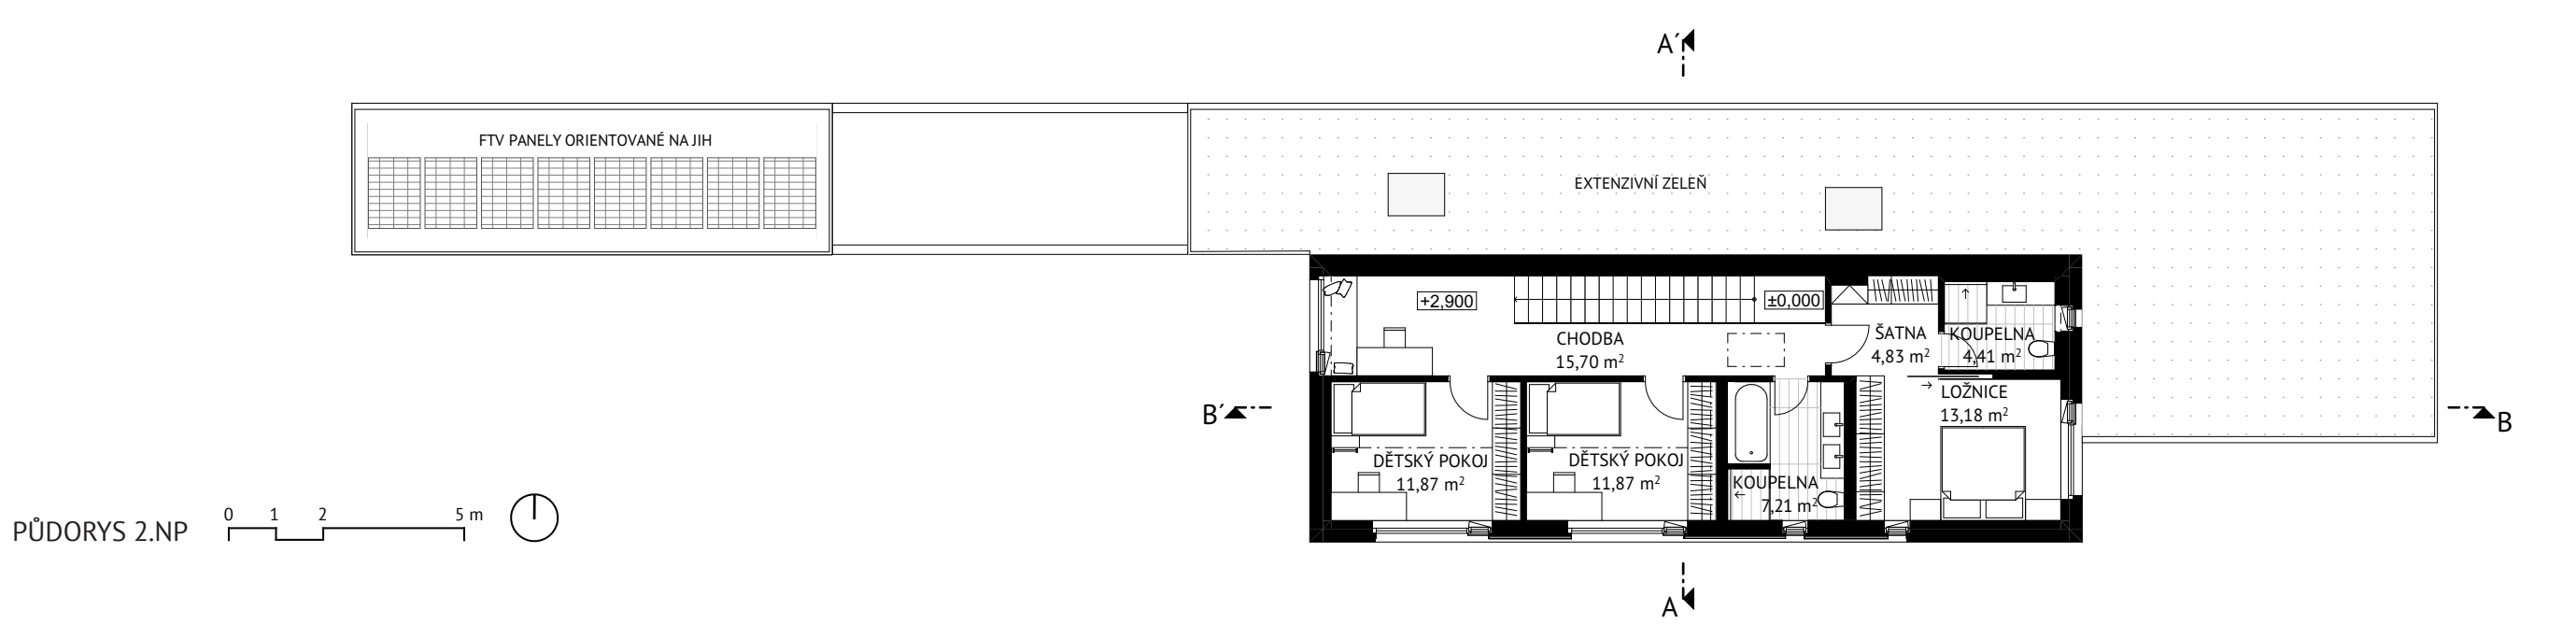 A´
FTV PANELY ORIENTOVANÉ NA JIH
EXTENZIVNÍ ZELEŇ
+2,900
±0,000
CHODBA
15,70 m²
ŠATNA
4,83 m²
KOUPELNA
4,41 m²
LOŽNICE
13,18 m²
B´
B
DĚTSKÝ POKOJ
11,87 m²
DĚTSKÝ POKOJ
11,87 m²
KOUPELNA
7,21 m²
PŮDORYS 2.NP
0 1 2 5 m
A